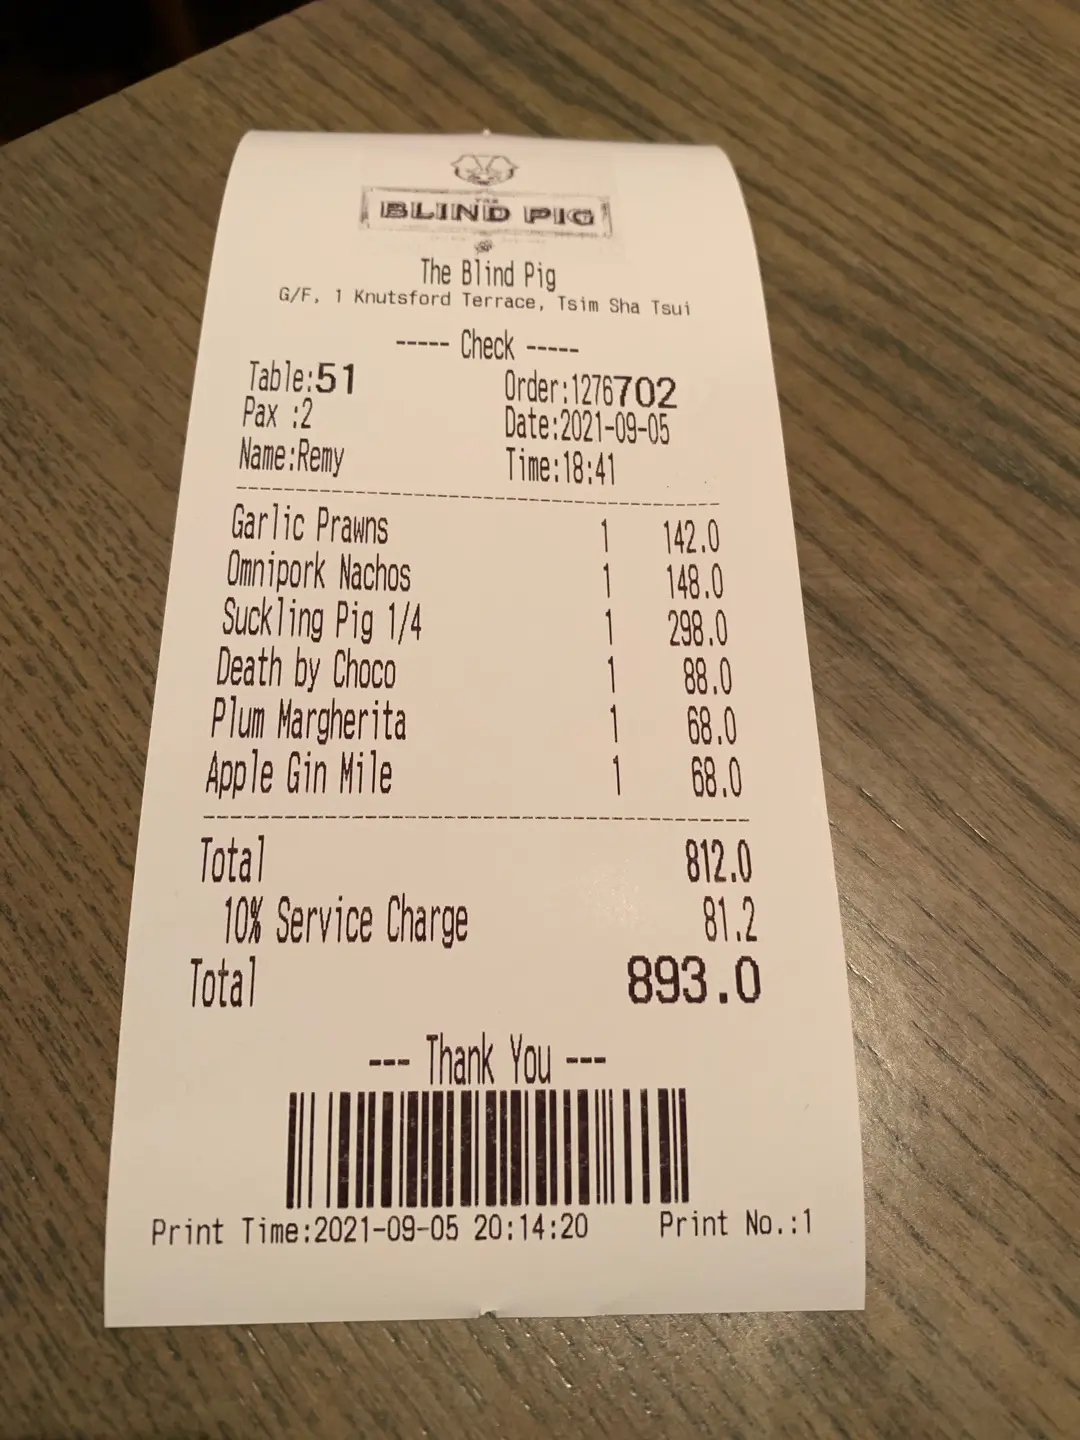 THE
BLIND PIG
The Blind Pig
G/F, 1 Knutsford Terrace, Tsim Sha Tsui
----- Check -----
Table:51 Order:1276702
Pax :2 Date:2021-09-05
Name:Remy Time:18:41
Garlic Prawns 1 142.0
Omnipork Nachos 1 148.0
Suckling Pig 1/4 1 298.0
Death by Choco 1 88.0
Plum Margherita 1 68.0
Apple Gin Mile 1 68.0
Total 812.0
10% Service Charge 81.2
Total 893.0
--- Thank You ---
Print Time:2021-09-05 20:14:20 Print No.:1